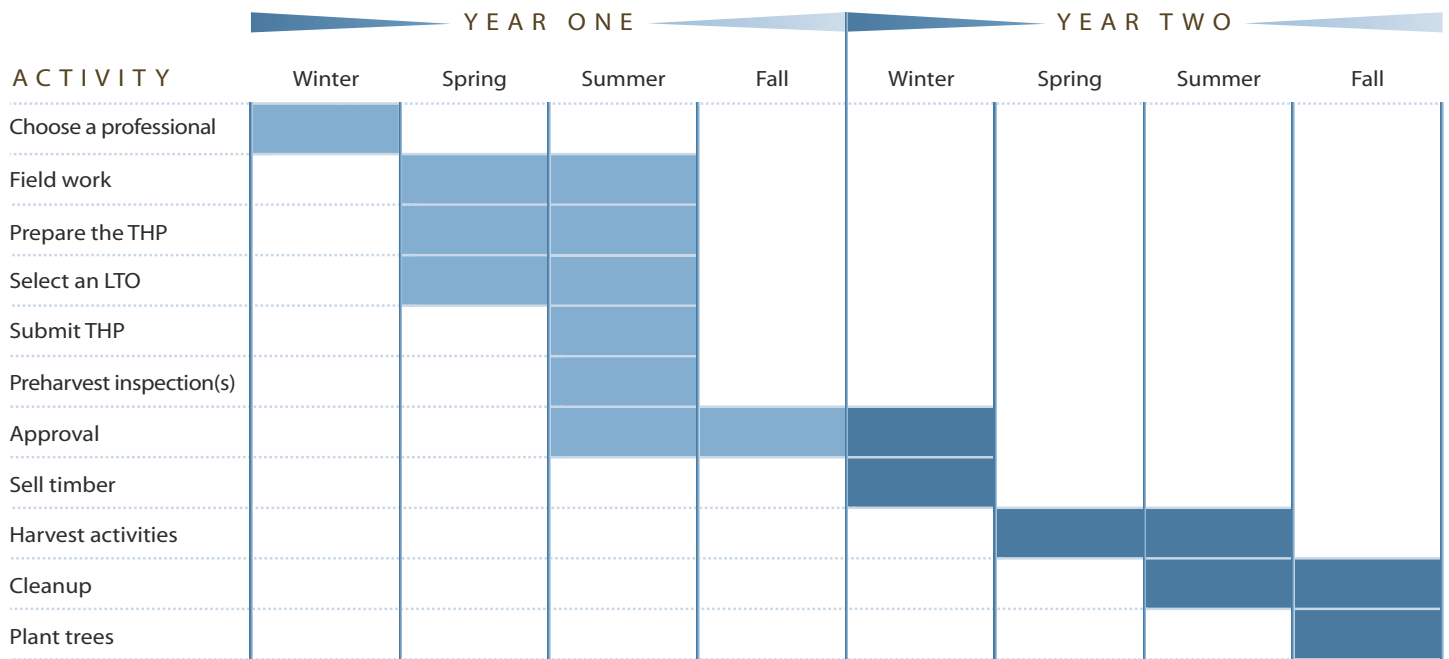 YEAR ONE YEAR TWO
ACTIVITY Winter Spring Summer Fall Winter Spring Summer Fall
Choose a professional
Field work
Prepare the THP
Select an LTO
Submit THP
Preharvest inspection(s)
Approval
Sell timber
Harvest activities
Cleanup
Plant trees